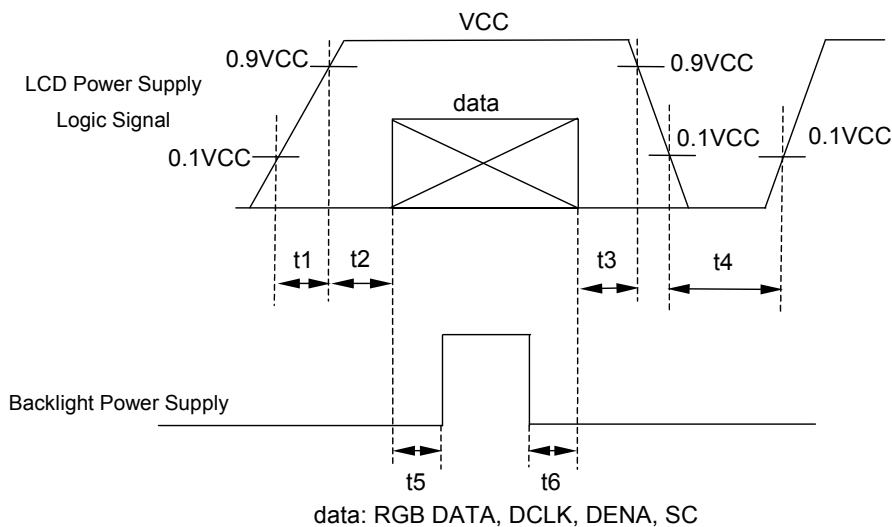 VCC
0.9VCC
0.9VCC
LCD Power Supply
Logic Signal
data
0.1VCC
0.1VCC
0.1VCC
t1
t2
t3
t4
Backlight Power Supply
t5
t6
data: RGB DATA, DCLK, DENA, SC